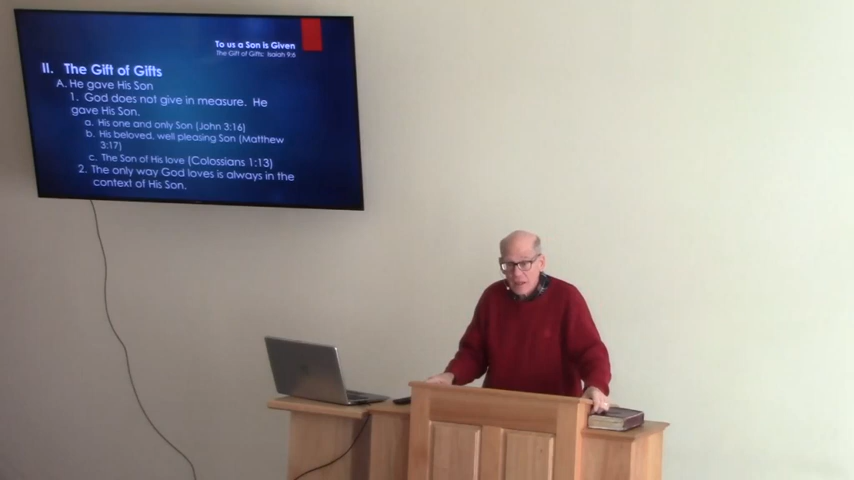 To us a Son is Given
The Gift of Gifts: Isaiah 9:6
II. The Gift of Gifts
A. He gave His Son
1. God does not give in measure. He
gave His Son.
a. His one and only Son (John 3:16)
b. His beloved, well pleasing Son (Matthew
3:17)
c. The Son of His love (Colossians 1:13)
2. The only way God loves is always in the
context of His Son.